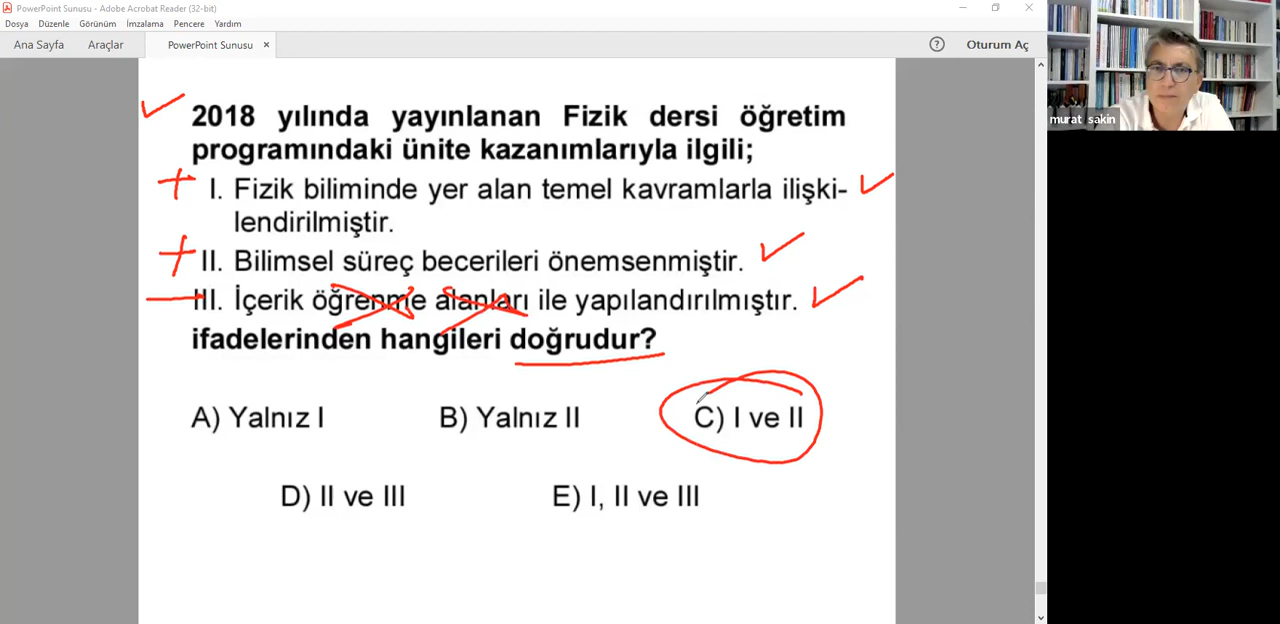 PowerPoint Sunusu - Adobe Acrobat Reader (32-bit)
Dosya Düzenle Görünüm İmzalama Pencere Yardım
Ana Sayfa Araçlar PowerPoint Sunusu × ? Oturum Aç
murat sakin
2018 yılında yayınlanan Fizik dersi öğretim
programındaki ünite kazanımlarıyla ilgili;
I. Fizik biliminde yer alan temel kavramlarla ilişki-
lendirilmiştir.
II. Bilimsel süreç becerileri önemsenmiştir.
III. İçerik öğrenme alanları ile yapılandırılmıştır.
ifadelerinden hangileri doğrudur?
A) Yalnız I B) Yalnız II C) I ve II
D) II ve III E) I, II ve III